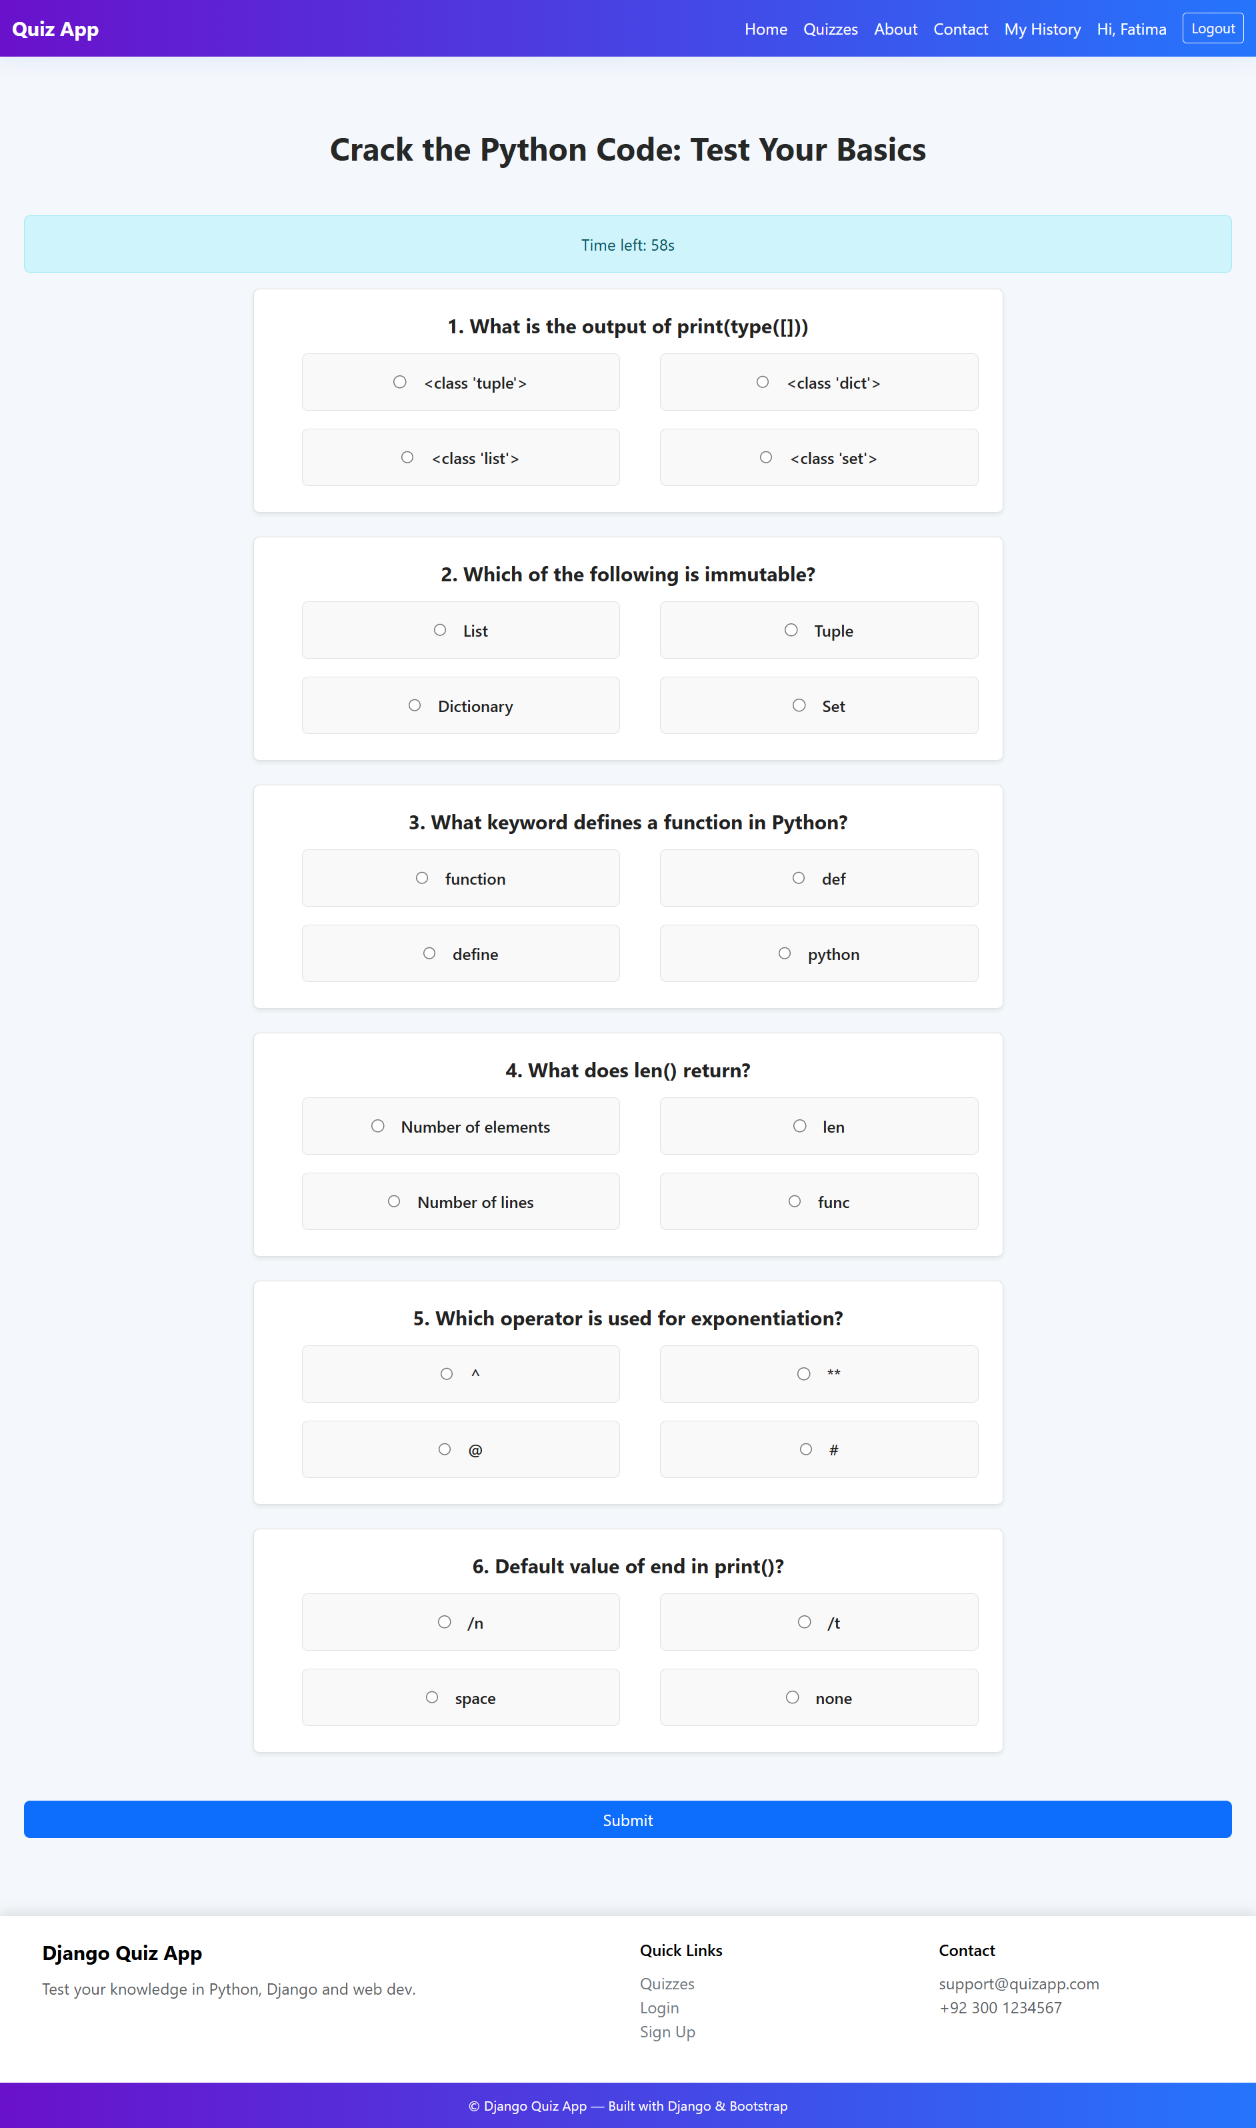 Quiz App
Home Quizzes About Contact My History Hi, Fatima Logout
Crack the Python Code: Test Your Basics
Time left: 58s
1. What is the output of print(type([]))
<class 'tuple'> <class 'dict'>
<class 'list'> <class 'set'>
2. Which of the following is immutable?
List Tuple
Dictionary Set
3. What keyword defines a function in Python?
function def
define python
4. What does len() return?
Number of elements len
Number of lines func
5. Which operator is used for exponentiation?
^ **
@ #
6. Default value of end in print()?
/n /t
space none
Submit
Django Quiz App
Test your knowledge in Python, Django and web dev.
Quick Links
Quizzes
Login
Sign Up
Contact
support@quizapp.com
+92 300 1234567
© Django Quiz App — Built with Django & Bootstrap